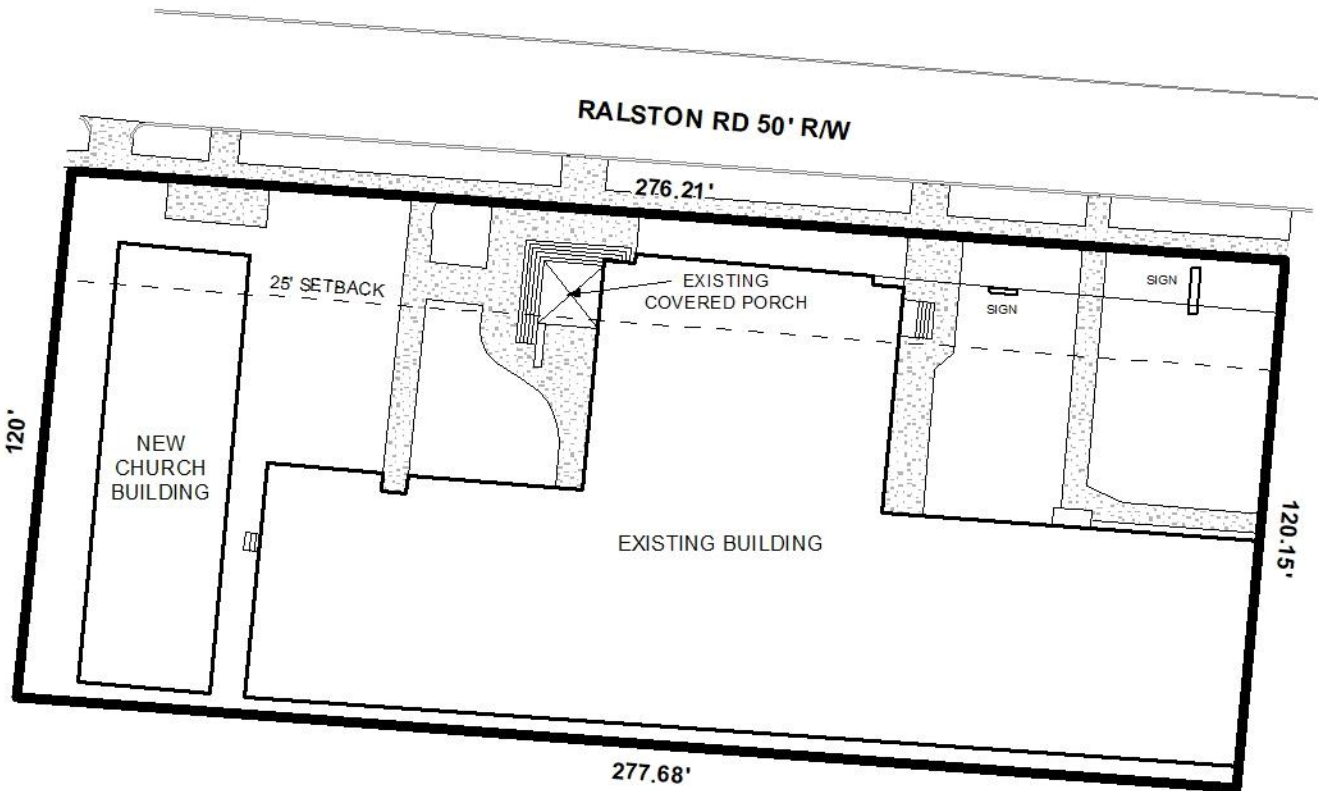 RALSTON RD 50' R/W
276.21'
25' SETBACK
EXISTING
COVERED PORCH
SIGN
SIGN
120'
NEW
CHURCH
BUILDING
EXISTING BUILDING
120.15'
277.68'